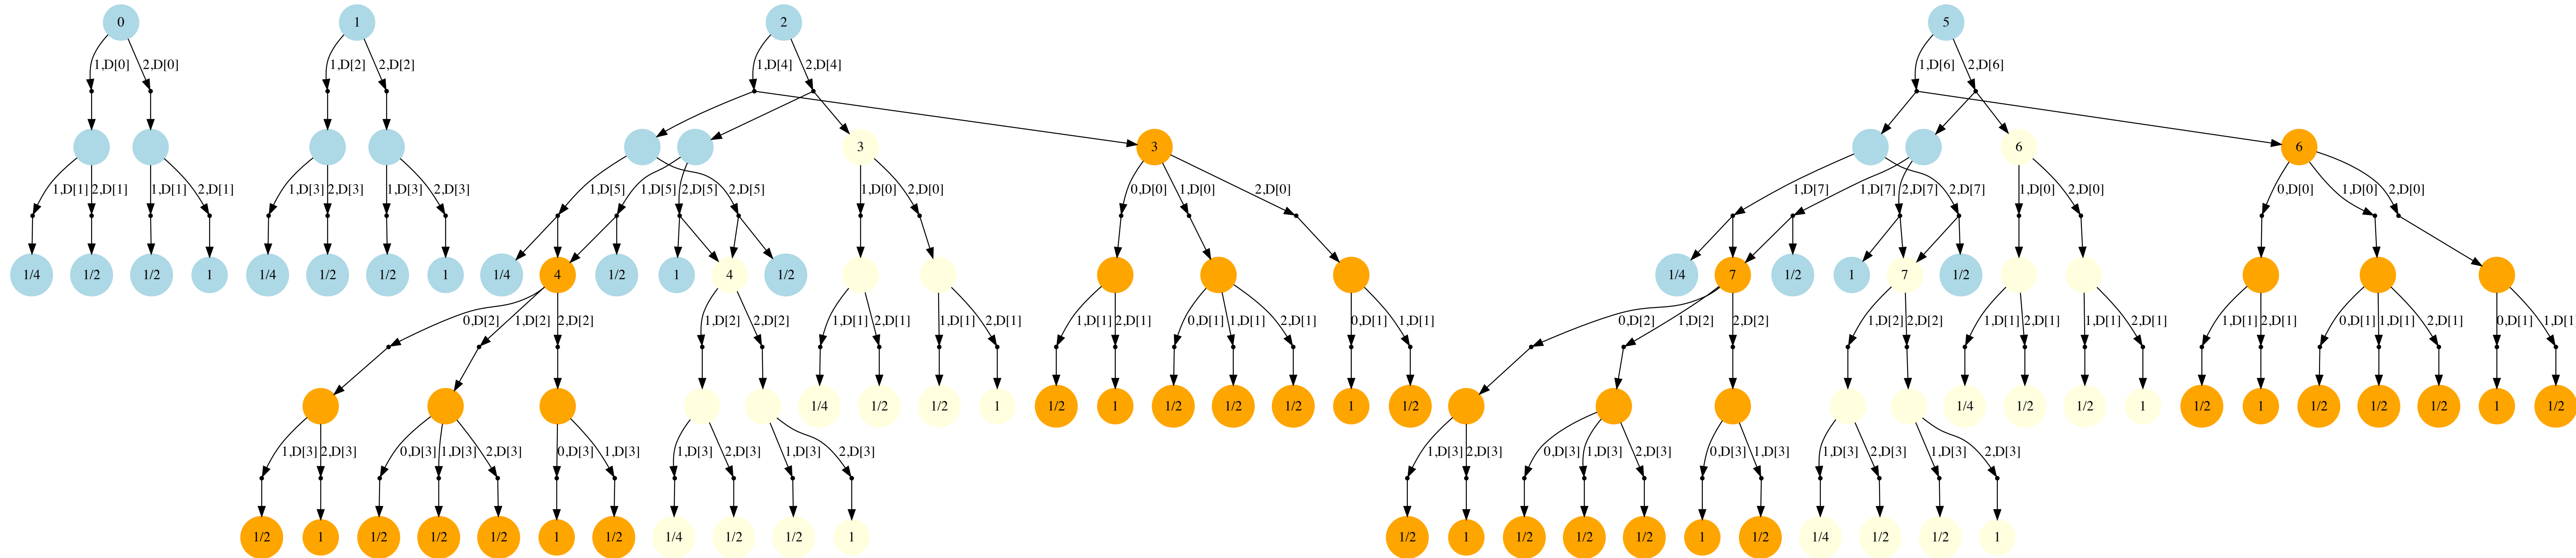 0 1 2 5
1,D[0] 2,D[0] 1,D[2] 2,D[2] 1,D[4] 2,D[4] 1,D[6] 2,D[6]
3 3 6 6
1,D[1] 2,D[1] 1,D[1] 2,D[1] 1,D[3] 2,D[3] 1,D[3] 2,D[3] 1,D[5] 1,D[5] 2,D[5] 2,D[5] 1,D[0] 2,D[0] 0,D[0] 1,D[0] 2,D[0] 1,D[7] 1,D[7] 2,D[7] 2,D[7] 1,D[0] 2,D[0] 0,D[0] 1,D[0] 2,D[0]
1/4 1/2 1/2 1 1/4 1/2 1/2 1 1/4 4 1/2 1 4 1/2 1/4 7 1/2 1 7 1/2
0,D[2] 1,D[2] 2,D[2] 1,D[2] 2,D[2] 1,D[1] 2,D[1] 1,D[1] 2,D[1] 1,D[1] 2,D[1] 0,D[1] 1,D[1] 2,D[1] 0,D[1] 1,D[1] 0,D[2] 1,D[2] 2,D[2] 1,D[2] 2,D[2] 1,D[1] 2,D[1] 1,D[1] 2,D[1] 1,D[1] 2,D[1] 0,D[1] 1,D[1] 2,D[1] 0,D[1] 1,D[1
1/4 1/2 1/2 1 1/2 1 1/2 1/2 1/2 1 1/2 1/4 1/2 1/2 1 1/2 1 1/2 1/2 1/2 1 1/2
1,D[3] 2,D[3] 0,D[3] 1,D[3] 2,D[3] 0,D[3] 1,D[3] 1,D[3] 2,D[3] 1,D[3] 2,D[3] 1,D[3] 2,D[3] 0,D[3] 1,D[3] 2,D[3] 0,D[3] 1,D[3] 1,D[3] 2,D[3] 1,D[3] 2,D[3]
1/2 1 1/2 1/2 1/2 1 1/2 1/4 1/2 1/2 1 1/2 1 1/2 1/2 1/2 1 1/2 1/4 1/2 1/2 1